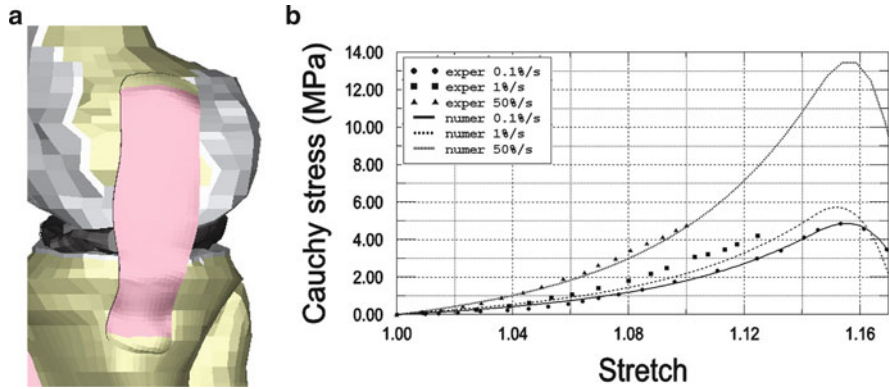 a
b
Cauchy stress (MPa)
14.00
12.00
10.00
8.00
6.00
4.00
2.00
0.00
exper 0.1%/s
exper 1%/s
exper 50%/s
numer 0.1%/s
numer 1%/s
numer 50%/s
1.00 1.04 1.08 1.12 1.16
Stretch